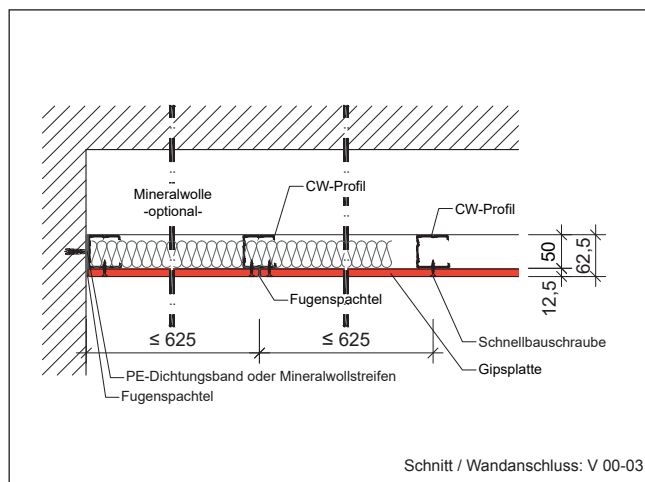 Mineralwolle
-optional-
CW-Profil
CW-Profil
50
62,5
12,5
Fugenspachtel
≤ 625
≤ 625
Schnellbauschraube
PE-Dichtungsband oder Mineralwollstreifen
Gipsplatte
Fugenspachtel
Schnitt / Wandanschluss: V 00-03